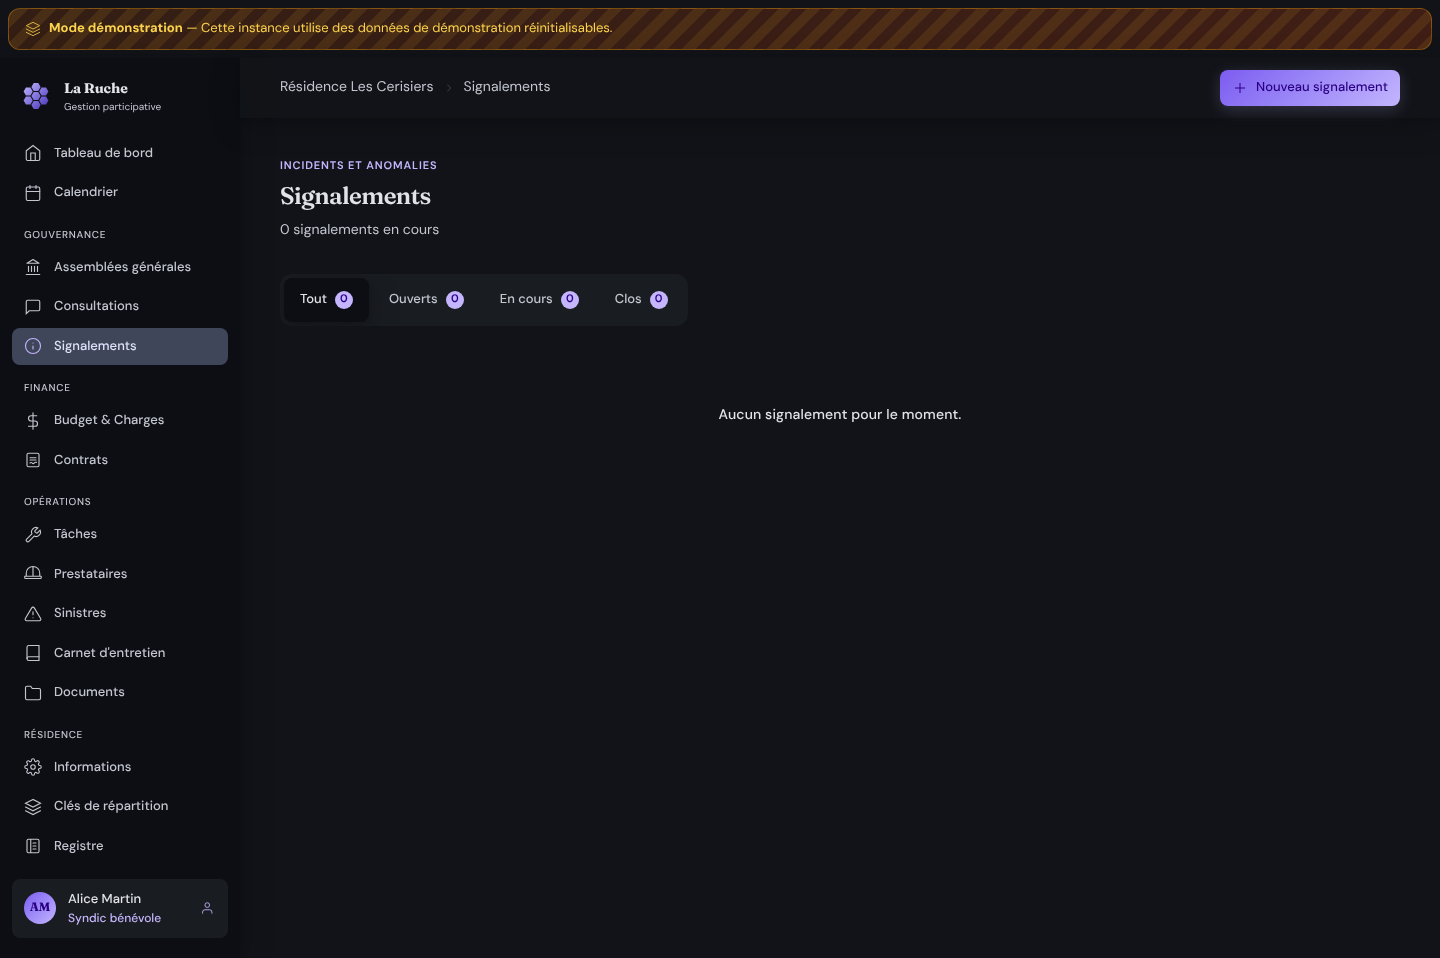 Mode démonstration — Cette instance utilise des données de démonstration réinitialisables.
La Ruche
Gestion participative
Tableau de bord
Calendrier
GOUVERNANCE
Assemblées générales
Consultations
Signalements
FINANCE
Budget & Charges
Contrats
OPÉRATIONS
Tâches
Prestataires
Sinistres
Carnet d'entretien
Documents
RÉSIDENCE
Informations
Clés de répartition
Registre
AM
Alice Martin
Syndic bénévole
Résidence Les Cerisiers > Signalements
+ Nouveau signalement
INCIDENTS ET ANOMALIES
Signalements
0 signalements en cours
Tout 0 Ouverts 0 En cours 0 Clos 0
Aucun signalement pour le moment.